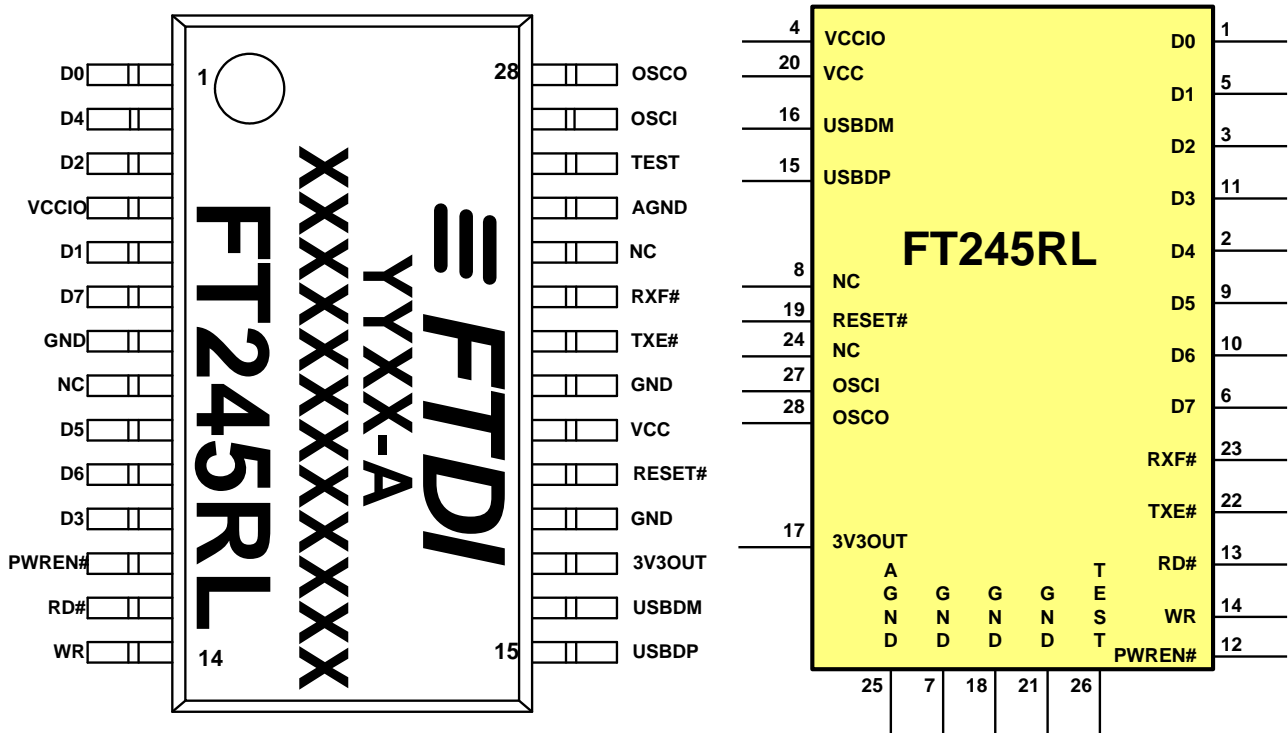 D0
D4
D2
VCCIO
D1
D7
GND
NC
D5
D6
D3
PWREN#
RD#
WR
1
14
FT245RL
XXXXXXXXXXXX
YYXX-A
FTDI
28
15
OSCO
OSCI
TEST
AGND
NC
RXF#
TXE#
GND
VCC
RESET#
GND
3V3OUT
USBDM
USBDP
4 VCCIO
20 VCC
16 USBDM
15 USBDP
8 NC
19 RESET#
24 NC
27 OSCI
28 OSCO
17 3V3OUT
FT245RL
D0 1
D1 5
D2 3
D3 11
D4 2
D5 9
D6 10
D7 6
RXF# 23
TXE# 22
RD# 13
WR 14
PWREN# 12
AGND
GND
GND
GND
TEST
25 7 18 21 26